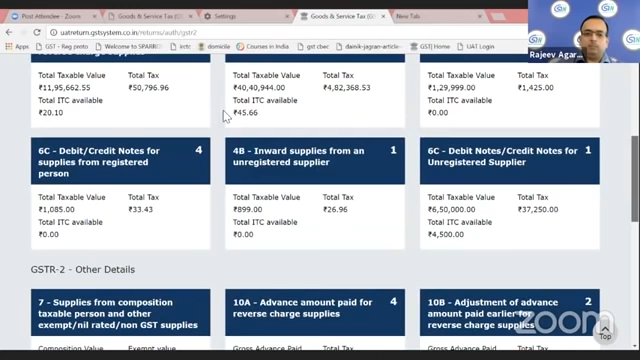 Post Attendee - Zoom
Goods & Service Tax (
Settings
Goods & Service Tax (
New Tab
uatreturn.gstsystem.co.in/returns/auth/gstr2
GST - Reg proto
Welcome to SPARR
irctc
domicile
Courses in India
gst cbec
dainik-jagran-article
GST| Home
UAT Login
GSTN
Rajeev Agar...
Total Taxable Value
Total Tax
₹11,95,662.55
₹50,796.96
Total ITC available
₹20.10
Total Taxable Value
Total Tax
₹40,40,944.00
₹4,82,368.53
Total ITC available
₹45.66
Total Taxable Value
Total Tax
₹1,29,999.00
₹1,425.00
Total ITC available
₹0.00
6C - Debit/Credit Notes for
supplies from registered
person
4
Total Taxable Value
Total Tax
₹1,085.00
₹33.43
Total ITC available
₹0.00
4B - Inward supplies from an
unregistered supplier
1
Total Taxable Value
Total Tax
₹899.00
₹26.96
Total ITC available
₹0.00
6C - Debit Notes/Credit Notes for
Unregistered Supplier
1
Total Taxable Value
Total Tax
₹6,50,000.00
₹37,250.00
Total ITC available
₹4,500.00
GSTR-2 - Other Details
7 - Supplies from composition
taxable person and other
exempt/nil rated/non GST supplies
Composition Value
Exempt value
10A - Advance amount paid for
reverse charge supplies
4
Gross Advance Paid
Total Tax
10B - Adjustment of advance
amount paid earlier for
reverse charge supplies
2
Gross Advance Paid
Total Tax
Top
zoom